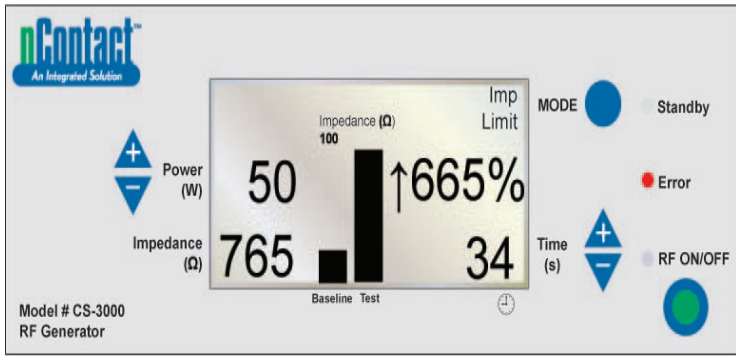 nContact™
An Integrated Solution
Imp
Limit
MODE
Standby
Impedance (Ω)
100
Power
(W)
50
↑665%
Error
Impedance
(Ω)
765
34
Time
(s)
RF ON/OFF
Baseline Test
Model # CS-3000
RF Generator